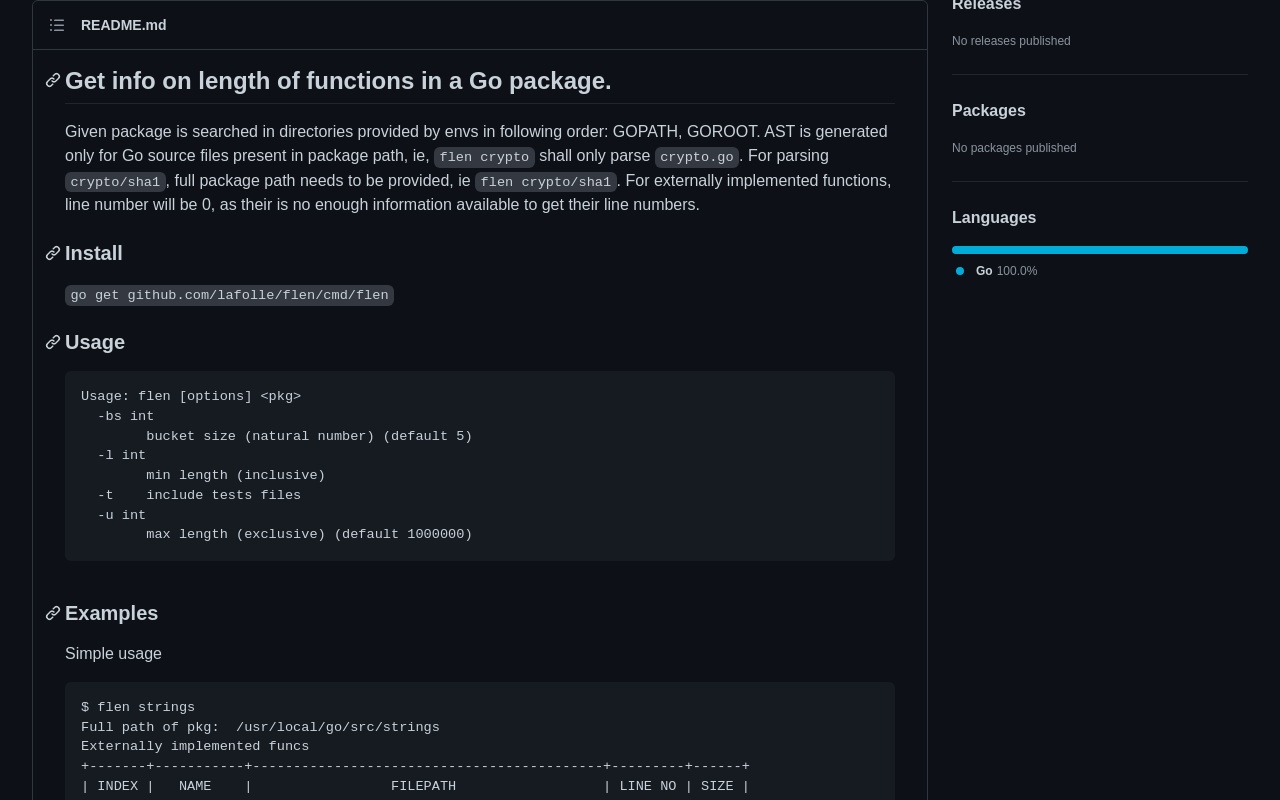 README.md
Get info on length of functions in a Go package.
Given package is searched in directories provided by envs in following order: GOPATH, GOROOT. AST is generated
only for Go source files present in package path, ie, flen crypto shall only parse crypto.go. For parsing
crypto/sha1, full package path needs to be provided, ie flen crypto/sha1. For externally implemented functions,
line number will be 0, as their is no enough information available to get their line numbers.
Install
go get github.com/lafolle/flen/cmd/flen
Usage
Usage: flen [options] <pkg>
  -bs int
        bucket size (natural number) (default 5)
  -l int
        min length (inclusive)
  -t    include tests files
  -u int
        max length (exclusive) (default 1000000)
Examples
Simple usage
$ flen strings
Full path of pkg:  /usr/local/go/src/strings
Externally implemented funcs
+-------+-----------+-------------------------------------------+---------+------+
| INDEX |   NAME    |                 FILEPATH                  | LINE NO | SIZE |
Releases
No releases published
Packages
No packages published
Languages
Go 100.0%